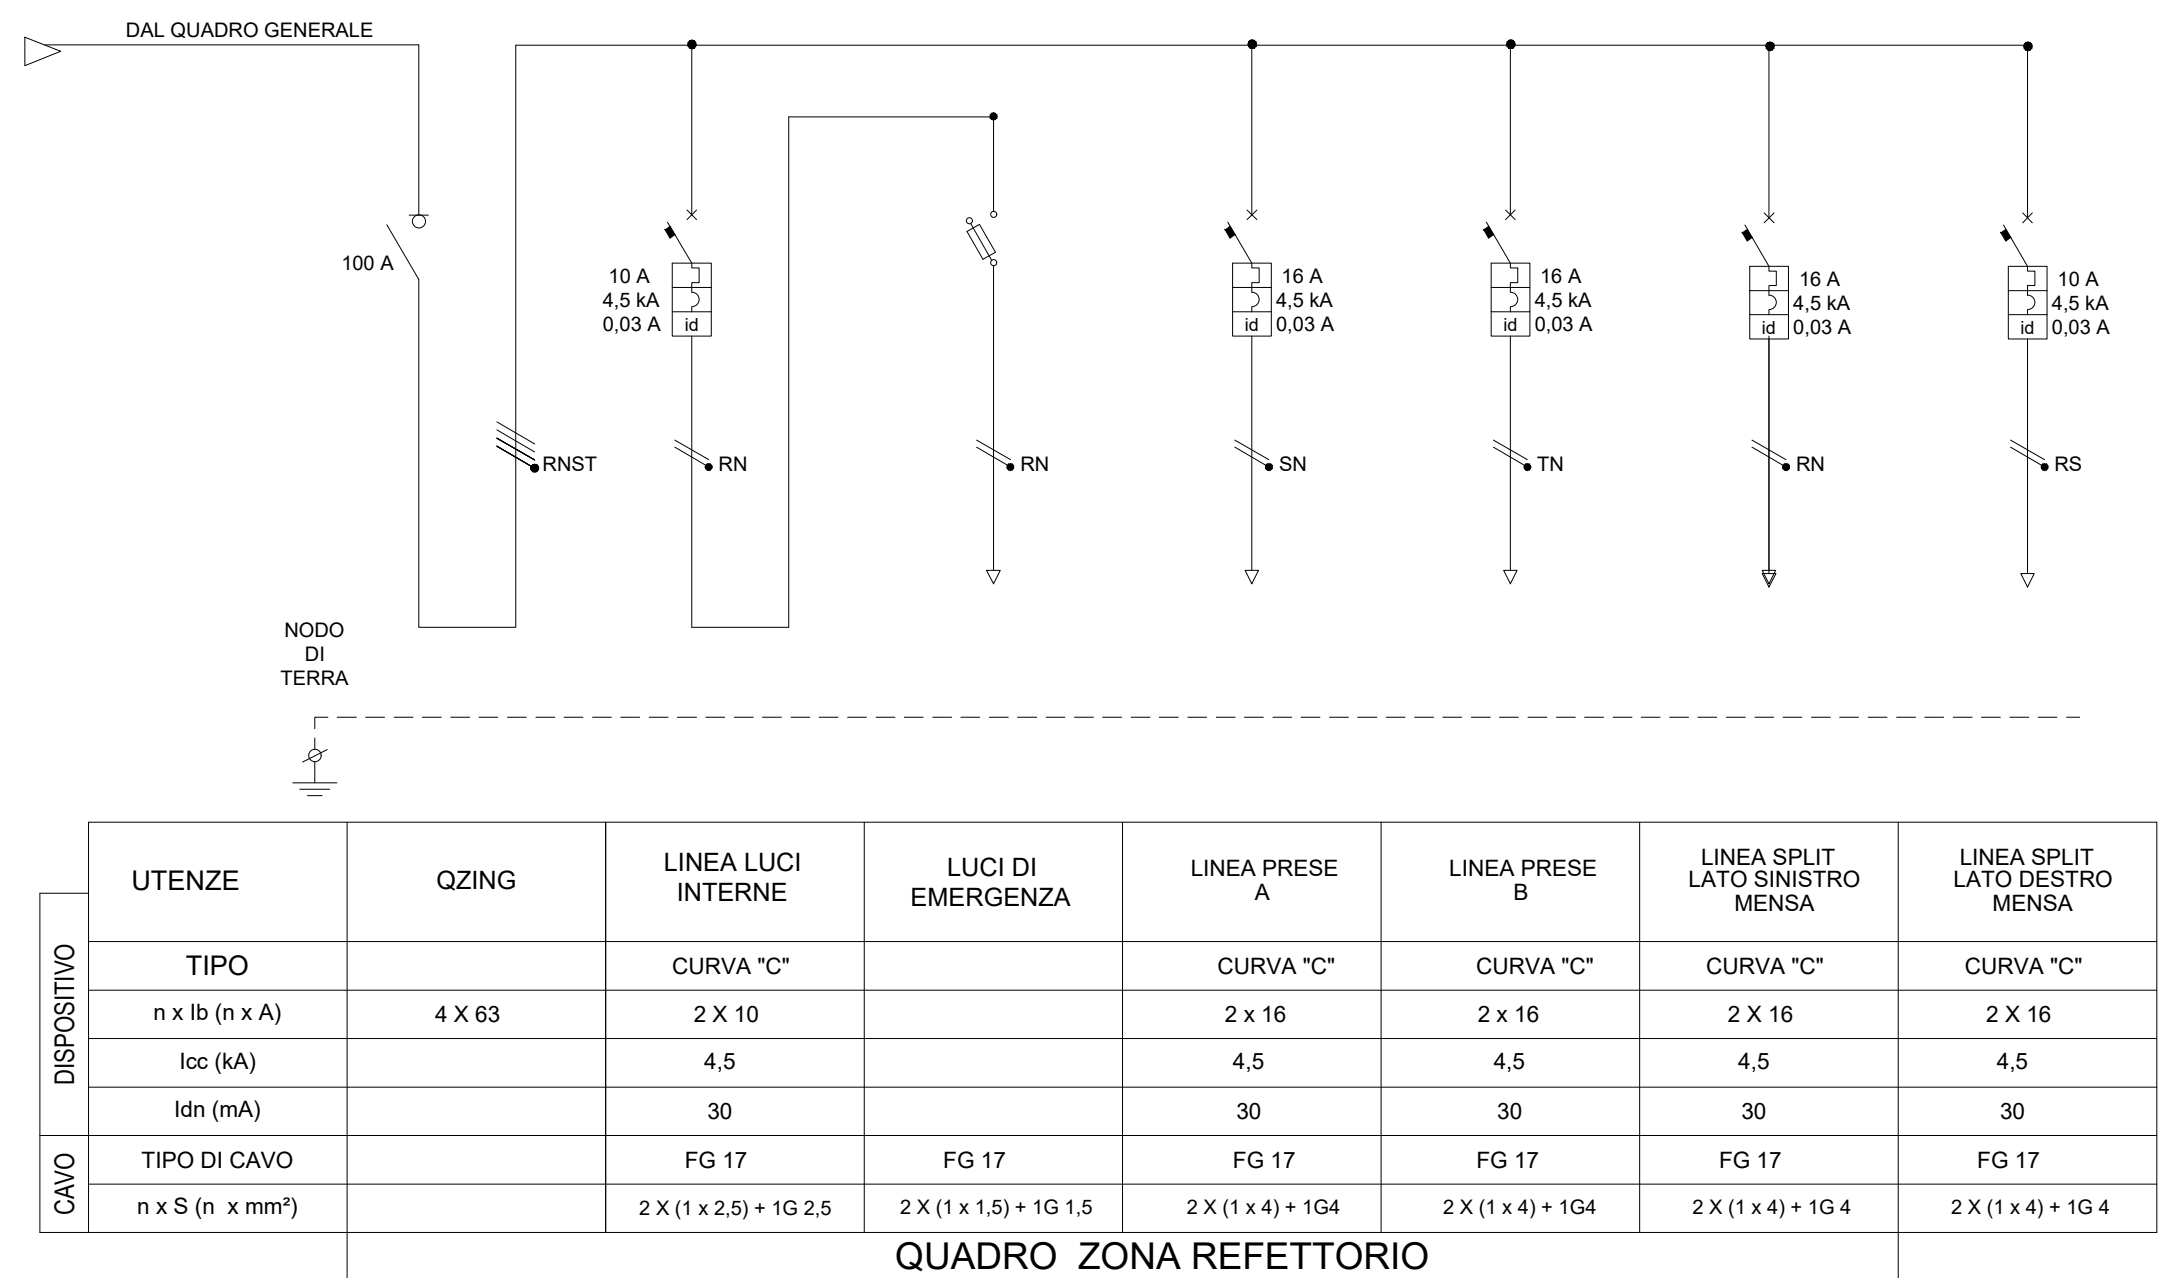 DAL QUADRO GENERALE
100 A
RNST
10 A
4,5 kA
0,03 A
id
RN
RN
16 A
4,5 kA
0,03 A
id
SN
16 A
4,5 kA
0,03 A
id
TN
16 A
4,5 kA
0,03 A
id
RN
10 A
4,5 kA
0,03 A
id
RS
NODO
DI
TERRA
UTENZE
QZING
LINEA LUCI
INTERNE
LUCI DI
EMERGENZA
LINEA PRESE
A
LINEA PRESE
B
LINEA SPLIT
LATO SINISTRO
MENSA
LINEA SPLIT
LATO DESTRO
MENSA
DISPOSITIVO
TIPO
CURVA "C"
CURVA "C"
CURVA "C"
CURVA "C"
CURVA "C"
n x Ib (n x A)
4 X 63
2 X 10
2 x 16
2 x 16
2 X 16
2 X 16
Icc (kA)
4,5
4,5
4,5
4,5
4,5
Idn (mA)
30
30
30
30
30
CAVO
TIPO DI CAVO
FG 17
FG 17
FG 17
FG 17
FG 17
FG 17
n x S (n x mm²)
2 X (1 x 2,5) + 1G 2,5
2 X (1 x 1,5) + 1G 1,5
2 X (1 x 4) + 1G4
2 X (1 x 4) + 1G4
2 X (1 x 4) + 1G 4
2 X (1 x 4) + 1G 4
QUADRO ZONA REFETTORIO